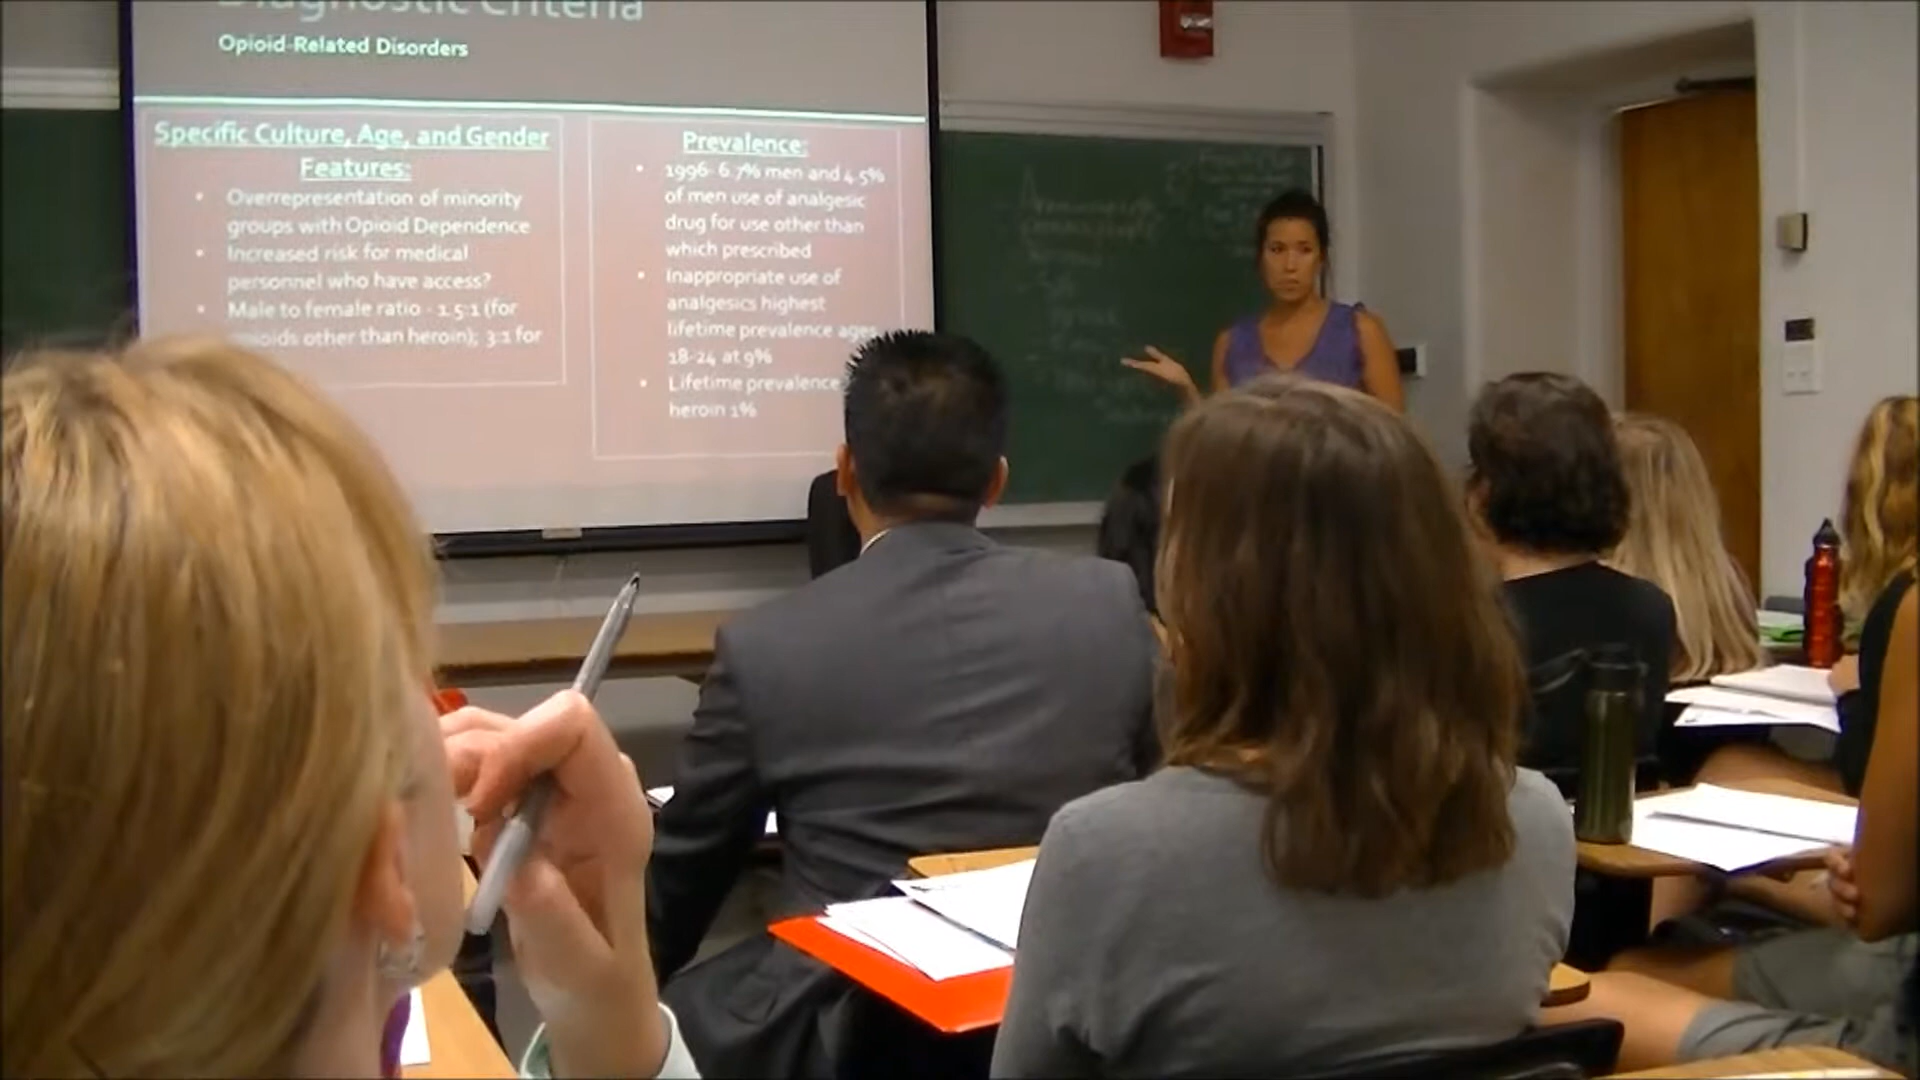 Diagnostic Criteria
Opioid-Related Disorders
Specific Culture, Age, and Gender
Features:
• Overrepresentation of minority
groups with Opioid Dependence
• Increased risk for medical
personnel who have access?
• Male to female ratio - 1.5:1 (for
others than heroin); 3:1 for
Prevalence:
• 1996- 6.7% men and 4.5%
of men use of analgesic
drug for use other than
which prescribed
• Inappropriate use of
analgesics highest
lifetime prevalence ages
18-24 at 9%
• Lifetime prevalence
heroin 1%